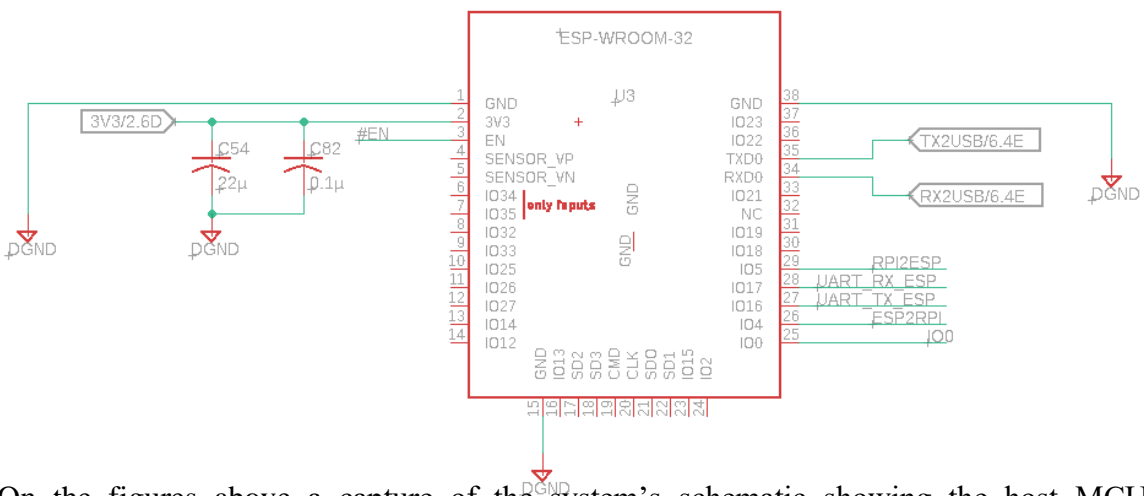 ESP-WROOM-32
U3
1 GND
2 3V3
3 EN
4 SENSOR_VP
5 SENSOR_VN
6 IO34
7 IO35
only inputs
8 IO32
9 IO33
10 IO25
11 IO26
12 IO27
13 IO14
14 IO12
3V3/2.6D
#EN
C54
22µ
C82
0.1µ
DGND
DGND
GND
GND
GND 38
IO23 37
IO22 36
TXD0 35
RXD0 34
IO21 33
NC 32
IO19 31
IO18 30
IO5 29
IO17 28
IO16 27
IO4 26
IO0 25
TX2USB/6.4E
RX2USB/6.4E
DGND
RPI2ESP
UART_RX_ESP
UART_TX_ESP
ESP2RPI
IO0
GND IO13 SD2 SD3 CMD CLK SD0 SD1 IO15 IO2
15 16 17 18 19 20 21 22 23 24
DGND
On the figures above a capture of the system's schematic showing the host MCU